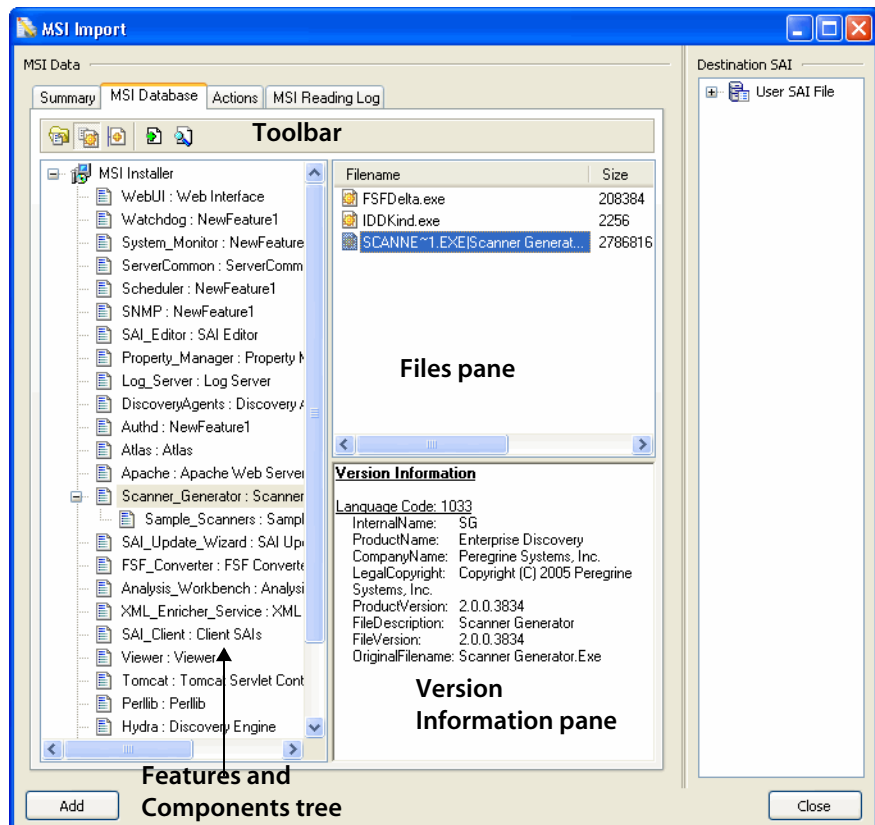 MSI Import
MSI Data
Destination SAI
Summary MSI Database Actions MSI Reading Log
User SAI File
Toolbar
MSI Installer
WebUI : Web Interface
Watchdog : NewFeature1
System_Monitor : NewFeature
ServerCommon : ServerComm
Scheduler : NewFeature1
SNMP : NewFeature1
SAI_Editor : SAI Editor
Property_Manager : Property M
Log_Server : Log Server
DiscoveryAgents : Discovery A
Authd : NewFeature1
Atlas : Atlas
Apache : Apache Web Server
Scanner_Generator : Scanner
Sample_Scanners : Sampl
SAI_Update_Wizard : SAI Up
FSF_Converter : FSF Converte
Analysis_Workbench : Analysi
XML_Enricher_Service : XML
SAI_Client : Client SAIs
Viewer : Viewer
Tomcat : Tomcat Servlet Cont
Perllib : Perllib
Hydra : Discovery Engine
Features and
Components tree
Filename Size
FSFDelta.exe 208384
IDDKind.exe 2256
SCANNE~1.EXE|Scanner Generat... 2786816
Files pane
Version Information
Language Code: 1033
InternalName: SG
ProductName: Enterprise Discovery
CompanyName: Peregrine Systems, Inc.
LegalCopyright: Copyright (C) 2005 Peregrine
Systems, Inc.
ProductVersion: 2.0.0.3834
FileDescription: Scanner Generator
FileVersion: 2.0.0.3834
OriginalFilename: Scanner Generator.Exe
Version
Information pane
Add
Close